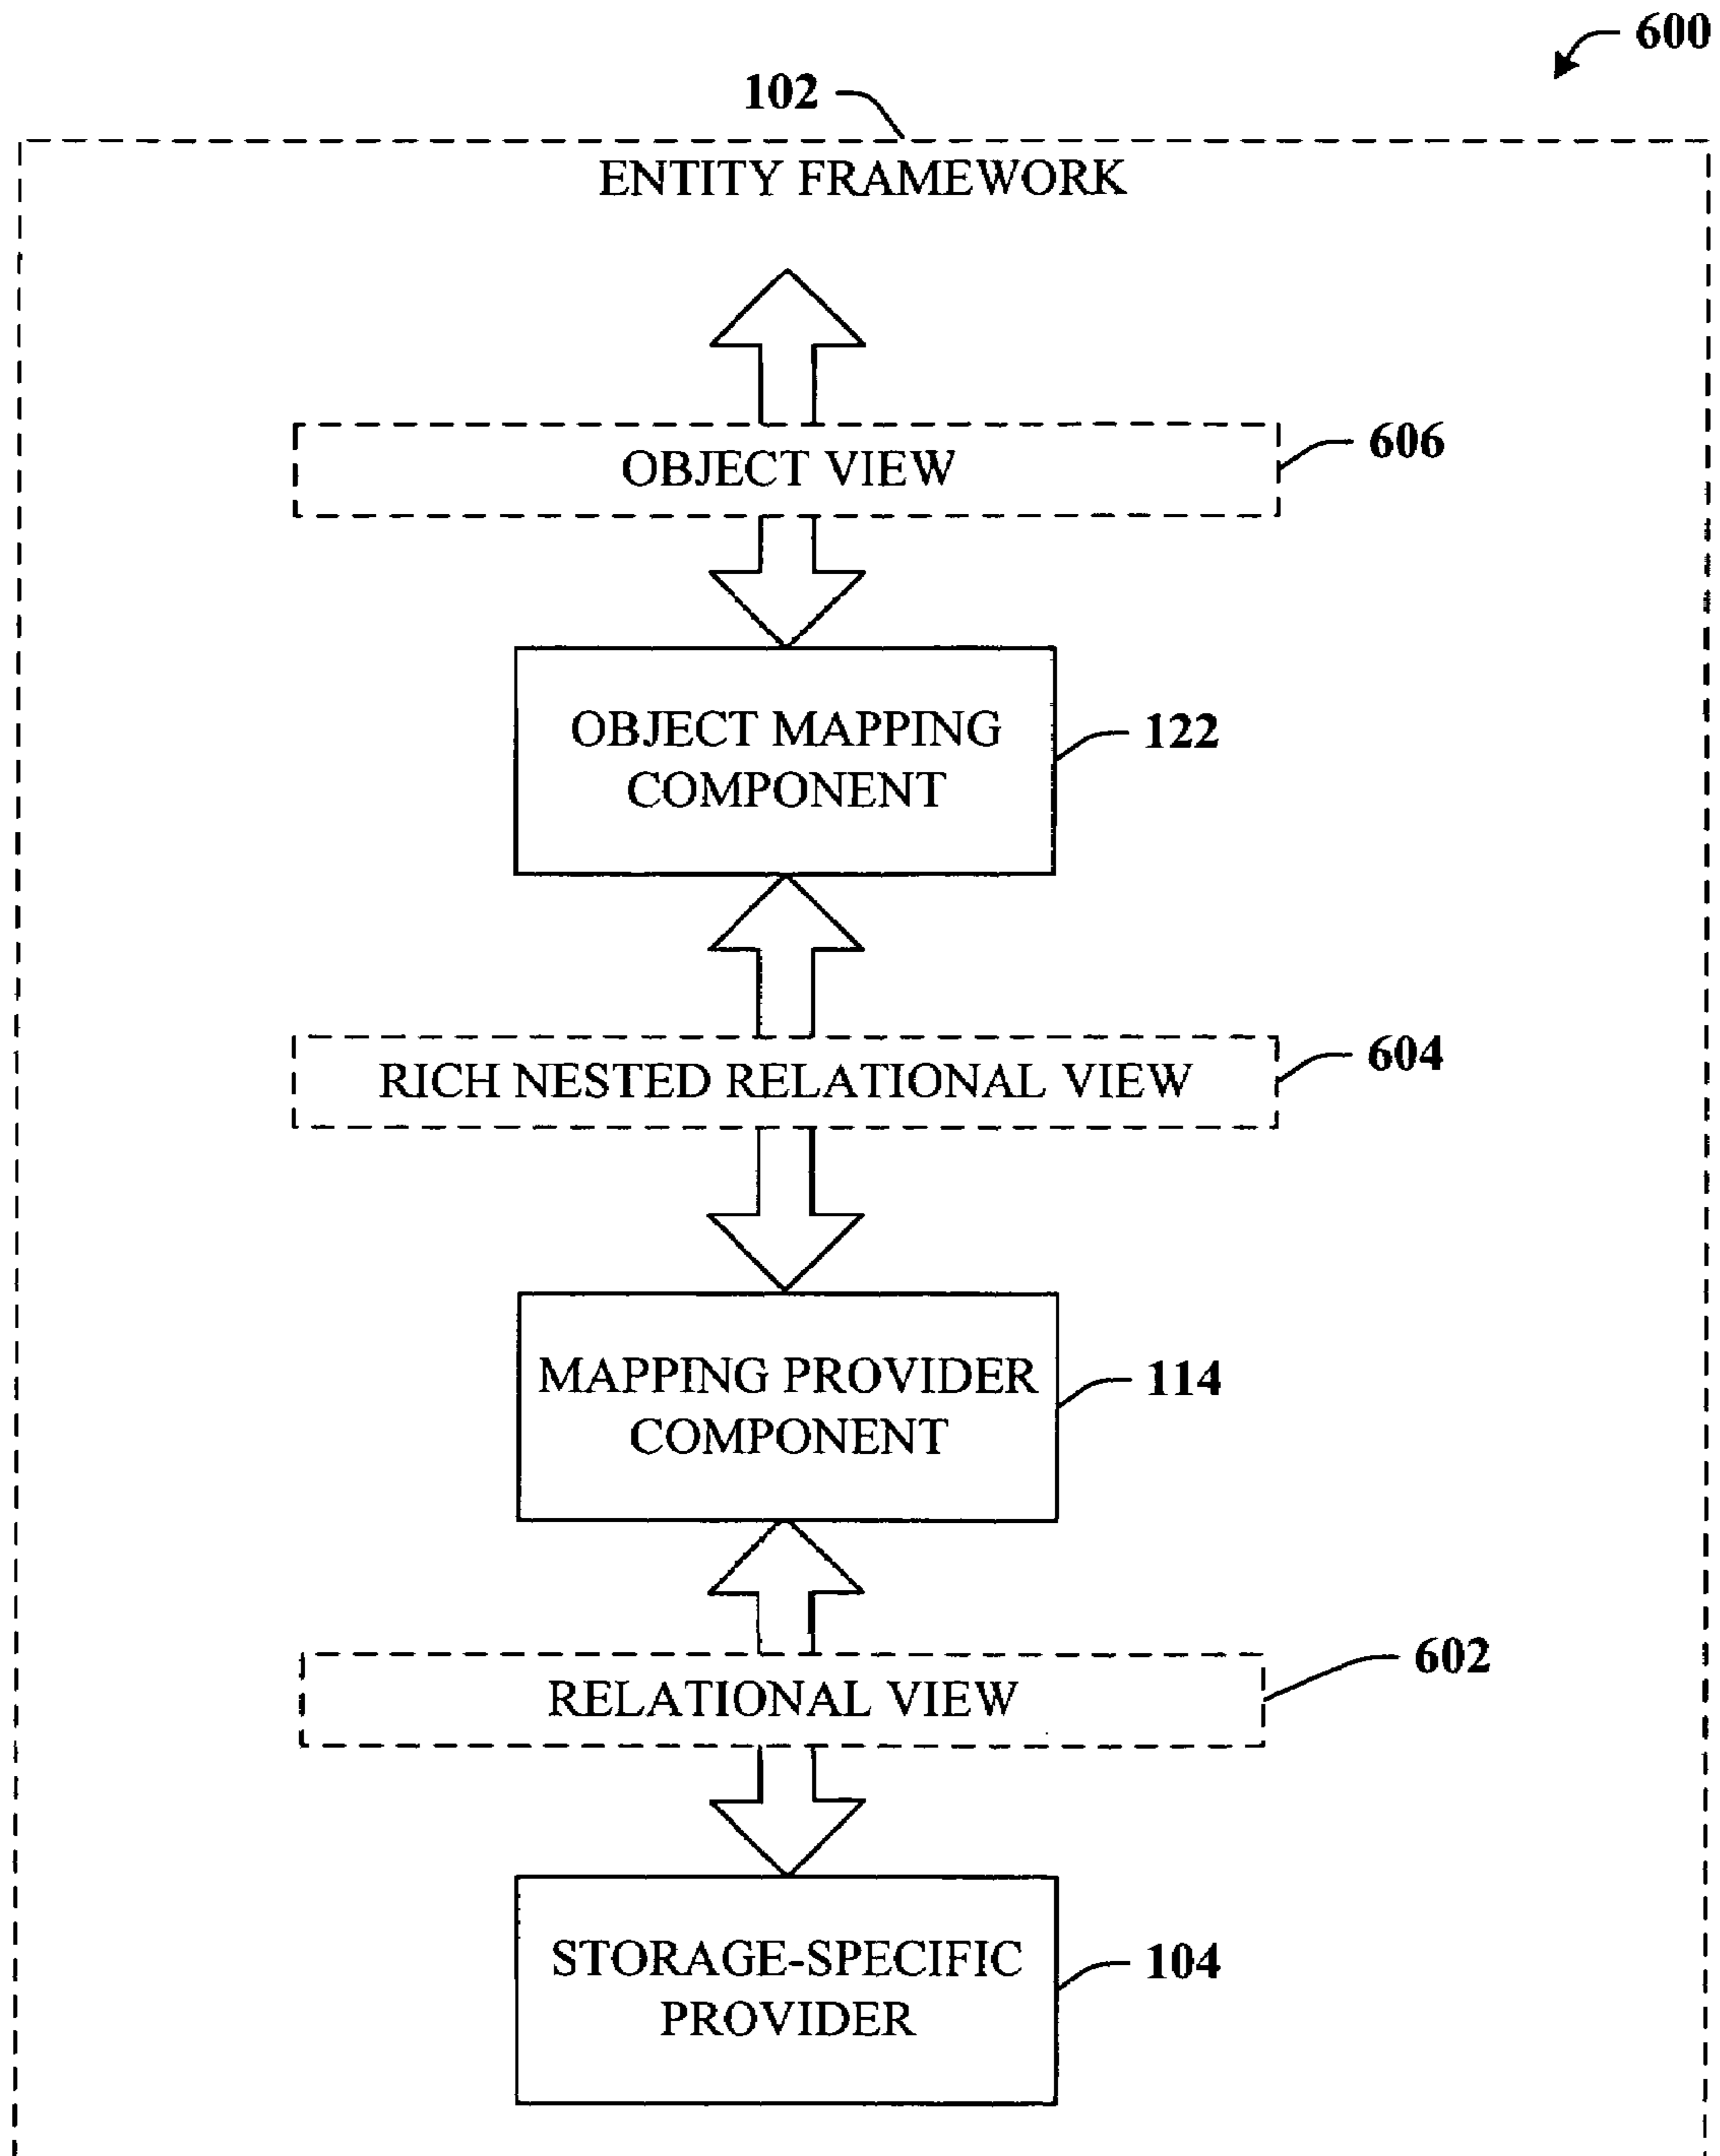 600
102
ENTITY FRAMEWORK
606
OBJECT VIEW
OBJECT MAPPING
COMPONENT
122
604
RICH NESTED RELATIONAL VIEW
MAPPING PROVIDER
COMPONENT
114
602
RELATIONAL VIEW
STORAGE-SPECIFIC
PROVIDER
104